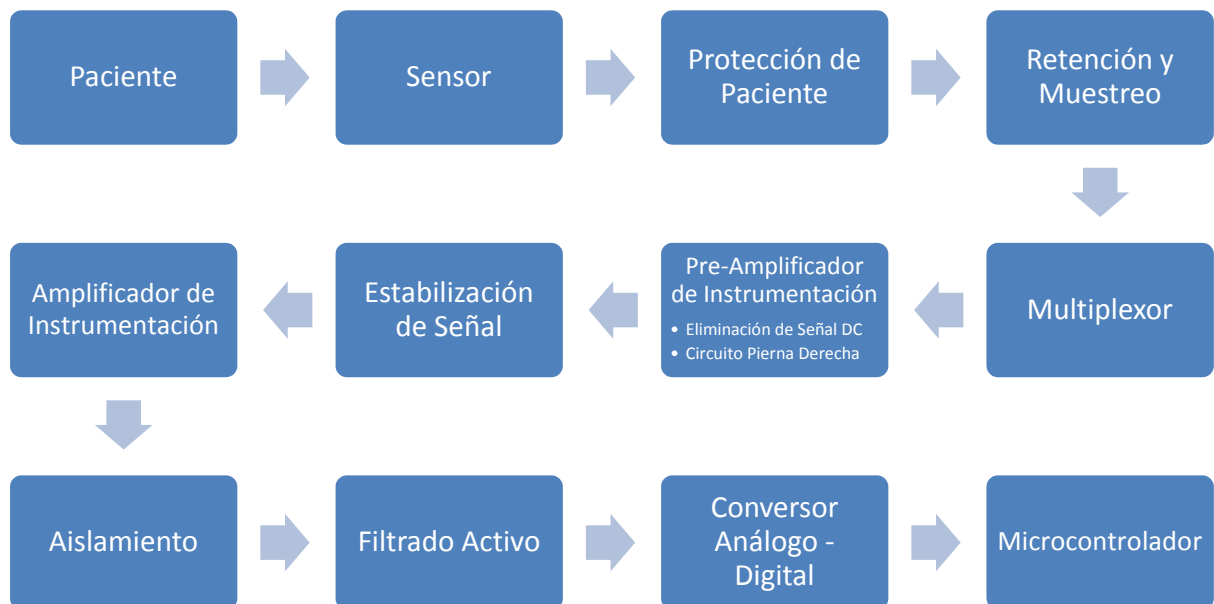 Paciente
Sensor
Protección de
Paciente
Retención y
Muestreo
Multiplexor
Pre-Amplificador
de Instrumentación
• Eliminación de Señal DC
• Circuito Pierna Derecha
Estabilización
de Señal
Amplificador de
Instrumentación
Aislamiento
Filtrado Activo
Conversor
Análogo -
Digital
Microcontrolador